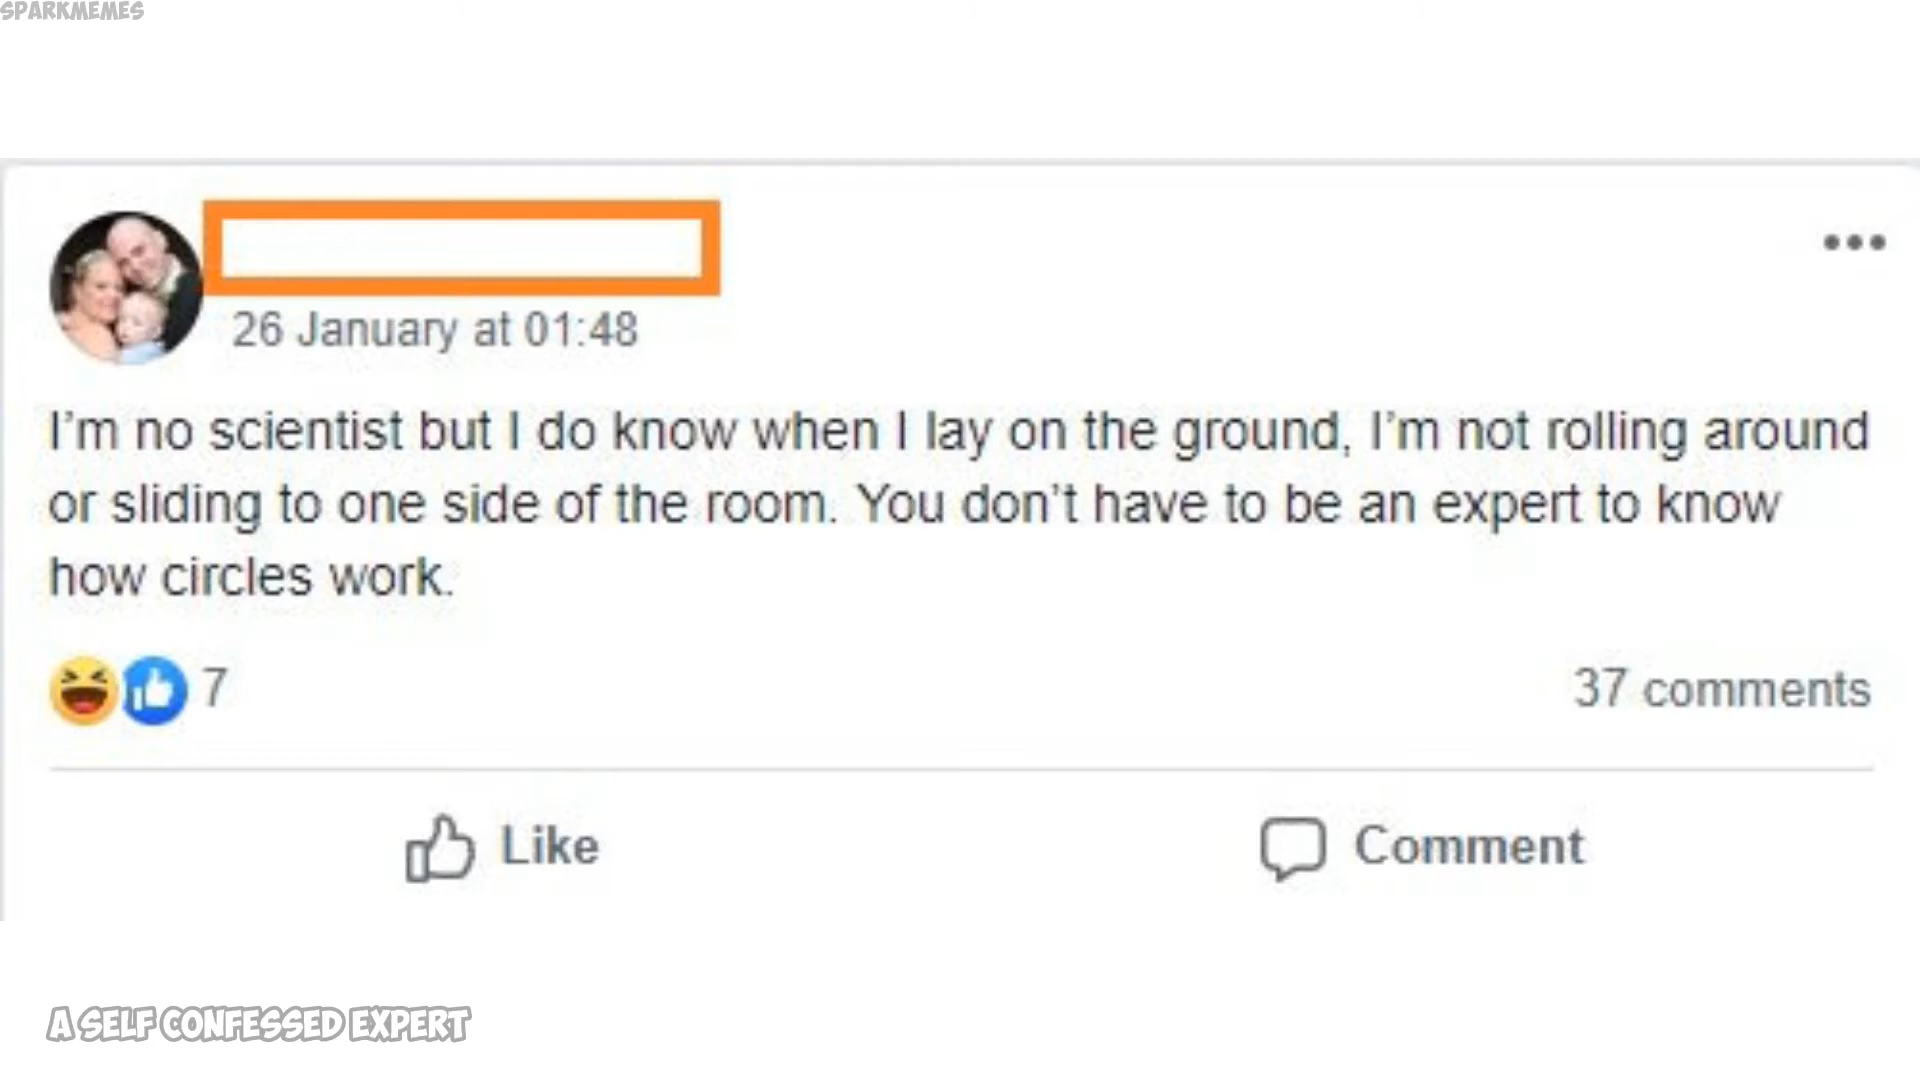 SPARKMEMES
26 January at 01:48
I'm no scientist but I do know when I lay on the ground, I'm not rolling around
or sliding to one side of the room. You don't have to be an expert to know
how circles work.
7
37 comments
Like
Comment
A SELF CONFESSED EXPERT